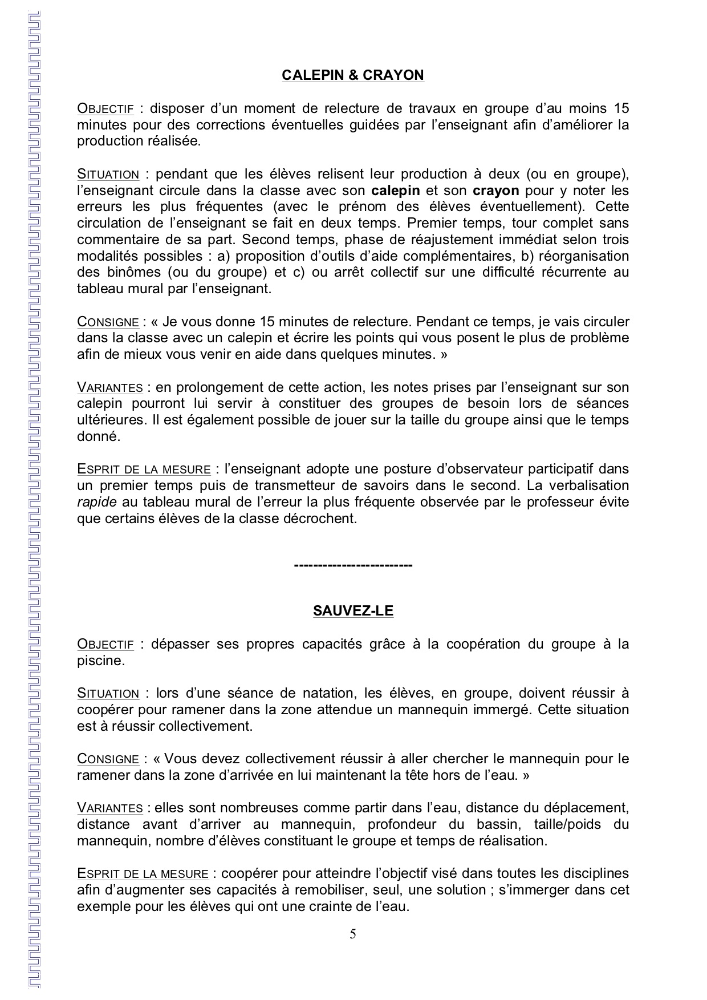 CALEPIN & CRAYON
OBJECTIF : disposer d’un moment de relecture de travaux en groupe d’au moins 15
minutes pour des corrections éventuelles guidées par l’enseignant afin d’améliorer la
production réalisée.
SITUATION : pendant que les élèves relisent leur production à deux (ou en groupe),
l’enseignant circule dans la classe avec son calepin et son crayon pour y noter les
erreurs les plus fréquentes (avec le prénom des élèves éventuellement). Cette
circulation de l’enseignant se fait en deux temps. Premier temps, tour complet sans
commentaire de sa part. Second temps, phase de réajustement immédiat selon trois
modalités possibles : a) proposition d’outils d’aide complémentaires, b) réorganisation
des binômes (ou du groupe) et c) ou arrêt collectif sur une difficulté récurrente au
tableau mural par l’enseignant.
CONSIGNE : « Je vous donne 15 minutes de relecture. Pendant ce temps, je vais circuler
dans la classe avec un calepin et écrire les points qui vous posent le plus de problème
afin de mieux vous venir en aide dans quelques minutes. »
VARIANTES : en prolongement de cette action, les notes prises par l’enseignant sur son
calepin pourront lui servir à constituer des groupes de besoin lors de séances
ultérieures. Il est également possible de jouer sur la taille du groupe ainsi que le temps
donné.
ESPRIT DE LA MESURE : l’enseignant adopte une posture d’observateur participatif dans
un premier temps puis de transmetteur de savoirs dans le second. La verbalisation
rapide au tableau mural de l’erreur la plus fréquente observée par le professeur évite
que certains élèves de la classe décrochent.
-------------------------
SAUVEZ-LE
OBJECTIF : dépasser ses propres capacités grâce à la coopération du groupe à la
piscine.
SITUATION : lors d’une séance de natation, les élèves, en groupe, doivent réussir à
coopérer pour ramener dans la zone attendue un mannequin immergé. Cette situation
est à réussir collectivement.
CONSIGNE : « Vous devez collectivement réussir à aller chercher le mannequin pour le
ramener dans la zone d’arrivée en lui maintenant la tête hors de l’eau. »
VARIANTES : elles sont nombreuses comme partir dans l’eau, distance du déplacement,
distance avant d’arriver au mannequin, profondeur du bassin, taille/poids du
mannequin, nombre d’élèves constituant le groupe et temps de réalisation.
ESPRIT DE LA MESURE : coopérer pour atteindre l’objectif visé dans toutes les disciplines
afin d’augmenter ses capacités à remobiliser, seul, une solution ; s’immerger dans cet
exemple pour les élèves qui ont une crainte de l’eau.
5